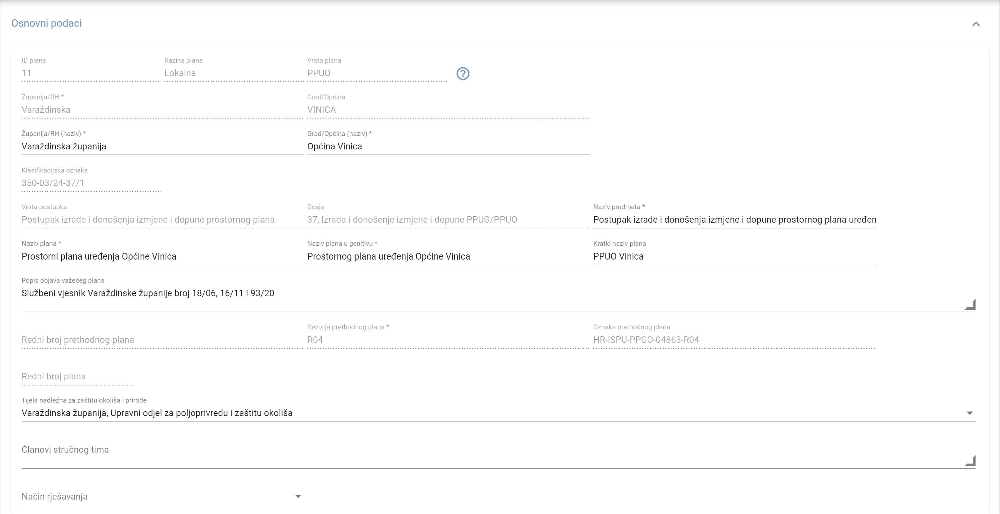 Osnovni podaci
ID plana
11
Razina plana
Lokalna
Vrsta plana
PPUO
Županija/RH *
Varaždinska
Grad/Općina
VINICA
Županija/RH (naziv) *
Varaždinska županija
Grad/Općina (naziv) *
Općina Vinica
Klasifikacijska oznaka
350-03/24-37/1
Vrsta postupka
Postupak izrade i donošenja izmjene i dopune prostornog plana
Dosje
37, Izrada i donošenje izmjene i dopune PPUG/PPUO
Naziv predmeta *
Postupak izrade i donošenja izmjene i dopune prostornog plana uređen
Naziv plana *
Prostorni plana uređenja Općine Vinica
Naziv plana u genitivu *
Prostornog plana uređenja Općine Vinica
Kratki naziv plana
PPUO Vinica
Popis objava važećeg plana
Službeni vjesnik Varaždinske županije broj 18/06, 16/11 i 93/20
Redni broj prethodnog plana
Revizija prethodnog plana *
R04
Oznaka prethodnog plana
HR-ISPU-PPGO-04863-R04
Redni broj plana
Tijela nadležna za zaštitu okoliša i prirode
Varaždinska županija, Upravni odjel za poljoprivredu i zaštitu okoliša
Članovi stručnog tima
Način rješavanja